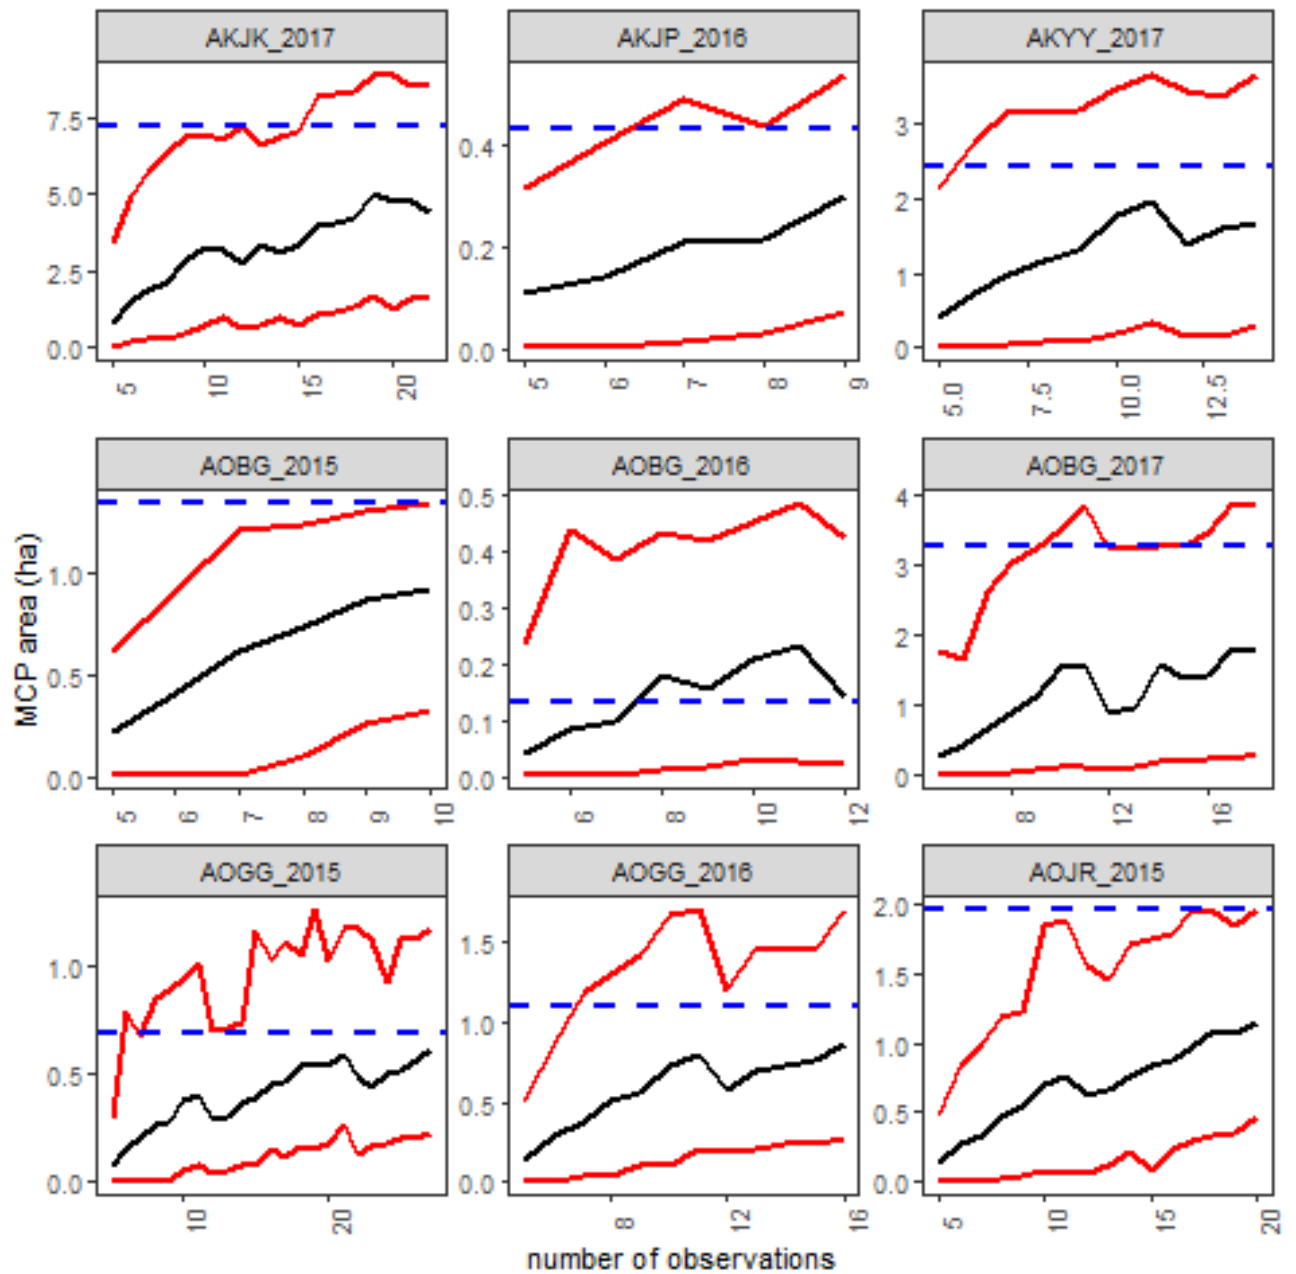 AKJK_2017 AKJP_2016 AKYY_2017
7.5
5.0
2.5
0.0
0.4
0.2
0.0
3
2
1
0
5 10 15 20
5 6 7 8 9
5.0 7.5 10.0 12.5
AOBG_2015 AOBG_2016 AOBG_2017
MCP area (ha)
1.0
0.5
0.0
0.5
0.4
0.3
0.2
0.1
0.0
4
3
2
1
0
5 6 7 8 9 10
6 8 10 12
8 12 16
AOGG_2015 AOGG_2016 AOJR_2015
1.0
0.5
0.0
1.5
1.0
0.5
0.0
2.0
1.5
1.0
0.5
0.0
10 20
8 12 16
5 10 15 20
number of observations